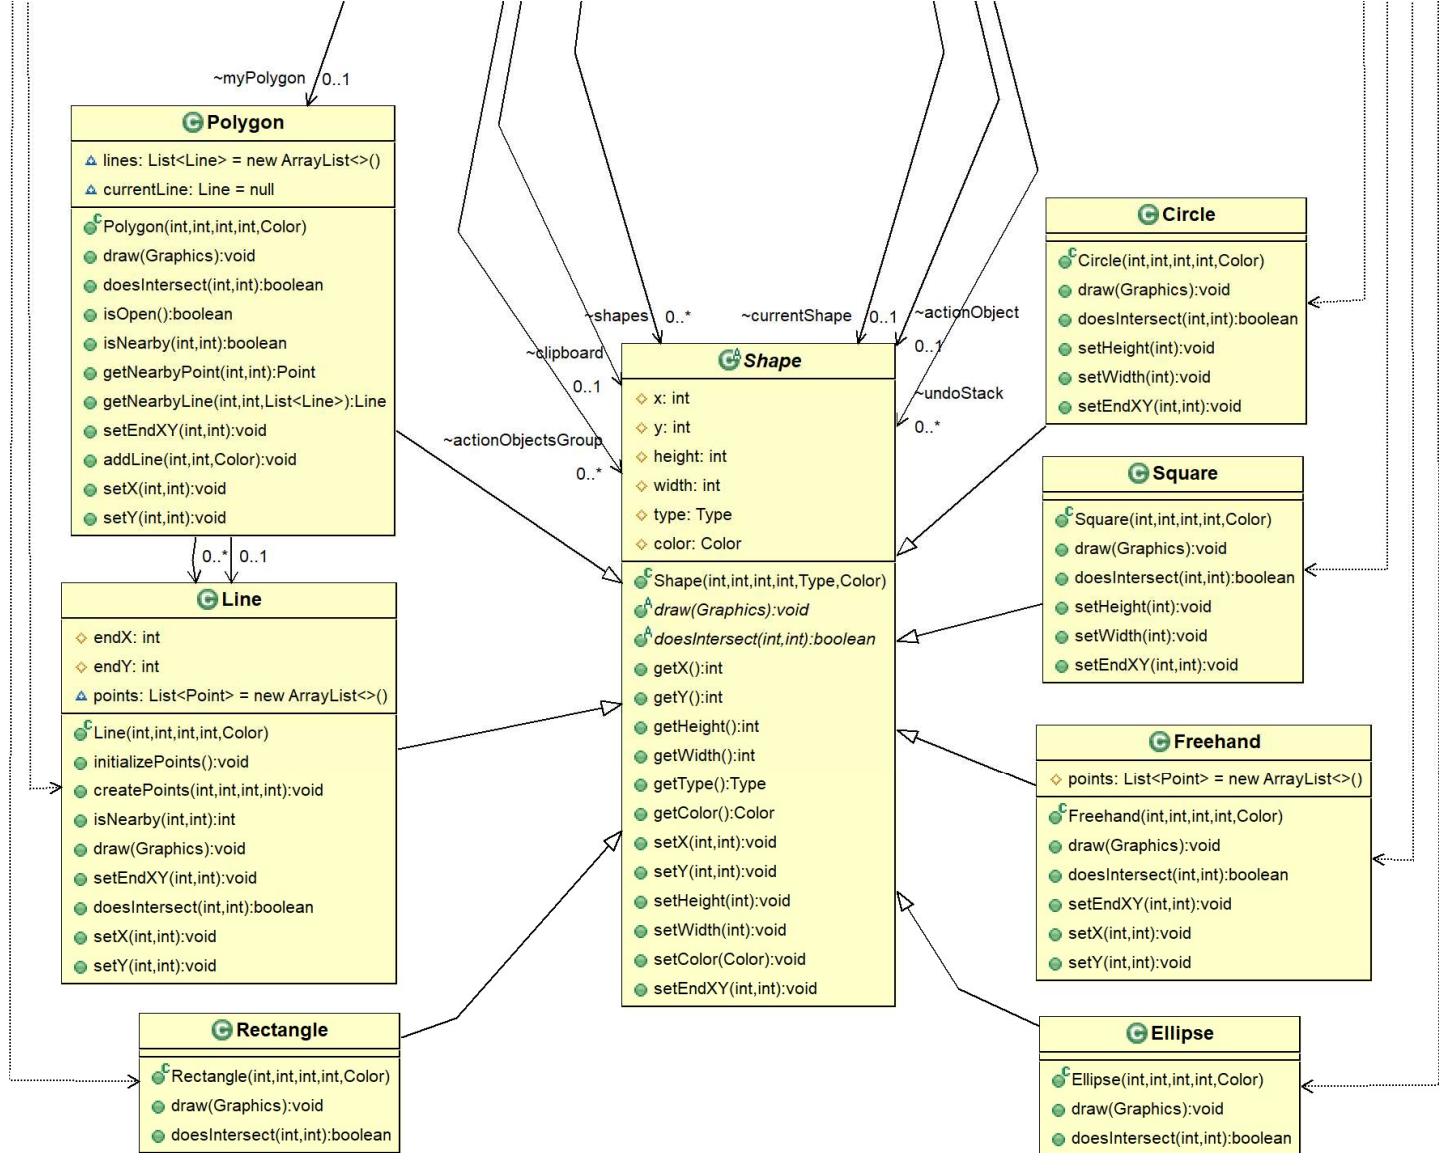 ~myPolygon 0..1
Polygon
lines: List<Line> = new ArrayList<>()
currentLine: Line = null
Polygon(int,int,int,int,Color)
draw(Graphics):void
doesIntersect(int,int):boolean
isOpen():boolean
isNearby(int,int):boolean
getNearbyPoint(int,int):Point
getNearbyLine(int,int,List<Line>):Line
setEndXY(int,int):void
addLine(int,int,Color):void
setX(int,int):void
setY(int,int):void
0..* 0..1
Line
endX: int
endY: int
points: List<Point> = new ArrayList<>()
Line(int,int,int,int,Color)
initializePoints():void
createPoints(int,int,int,int):void
isNearby(int,int):int
draw(Graphics):void
setEndXY(int,int):void
doesIntersect(int,int):boolean
setX(int,int):void
setY(int,int):void
Rectangle
Rectangle(int,int,int,int,Color)
draw(Graphics):void
doesIntersect(int,int):boolean
~shapes 0..*
~currentShape 0..1
~actionObject
0..1
~clipboard
0..1
~undoStack
0..*
~actionObjectsGroup
0..*
Shape
x: int
y: int
height: int
width: int
type: Type
color: Color
Shape(int,int,int,int,Type,Color)
draw(Graphics):void
doesIntersect(int,int):boolean
getX():int
getY():int
getHeight():int
getWidth():int
getType():Type
getColor():Color
setX(int,int):void
setY(int,int):void
setHeight(int):void
setWidth(int):void
setColor(Color):void
setEndXY(int,int):void
Circle
Circle(int,int,int,int,Color)
draw(Graphics):void
doesIntersect(int,int):boolean
setHeight(int):void
setWidth(int):void
setEndXY(int,int):void
Square
Square(int,int,int,int,Color)
draw(Graphics):void
doesIntersect(int,int):boolean
setHeight(int):void
setWidth(int):void
setEndXY(int,int):void
Freehand
points: List<Point> = new ArrayList<>()
Freehand(int,int,int,int,Color)
draw(Graphics):void
doesIntersect(int,int):boolean
setEndXY(int,int):void
setX(int,int):void
setY(int,int):void
Ellipse
Ellipse(int,int,int,int,Color)
draw(Graphics):void
doesIntersect(int,int):boolean